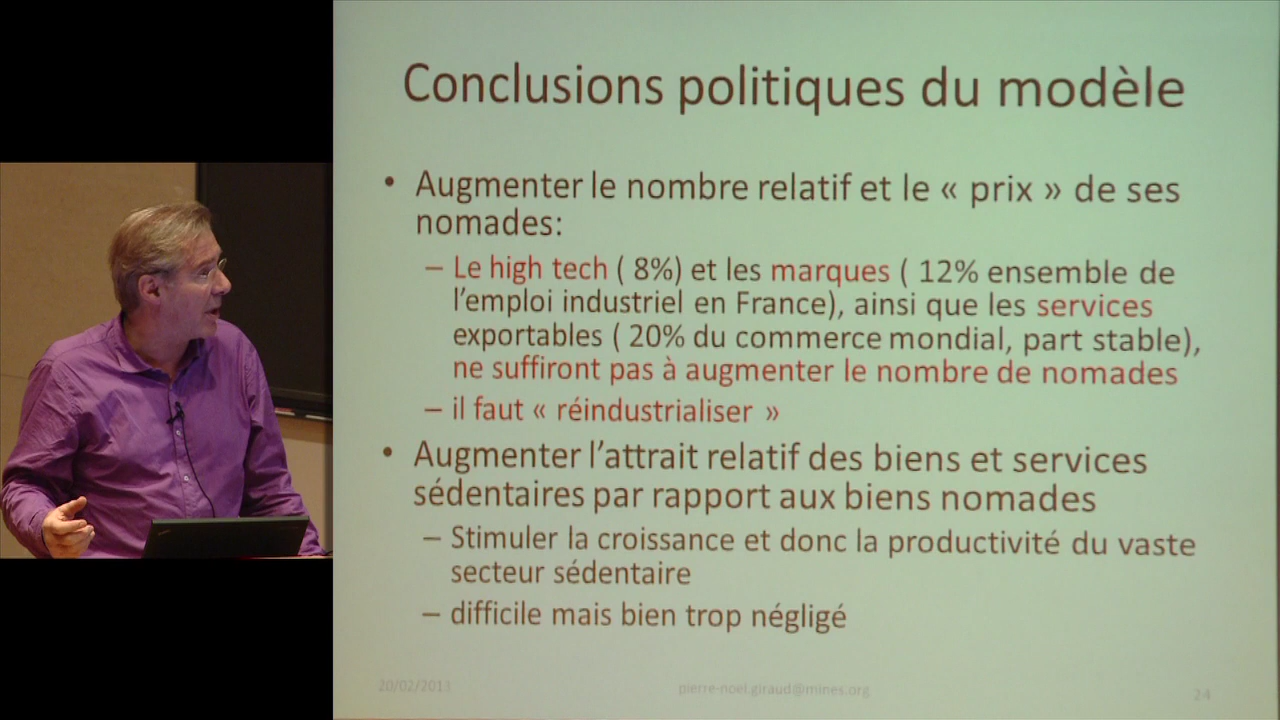 Conclusions politiques du modèle
• Augmenter le nombre relatif et le « prix » de ses
nomades:
– Le high tech ( 8%) et les marques ( 12% ensemble de
l’emploi industriel en France), ainsi que les services
exportables ( 20% du commerce mondial, part stable),
ne suffiront pas à augmenter le nombre de nomades
– il faut « réindustrialiser »
• Augmenter l’attrait relatif des biens et services
sédentaires par rapport aux biens nomades
– Stimuler la croissance et donc la productivité du vaste
secteur sédentaire
– difficile mais bien trop négligé
20/02/2013
pierre-noel.giraud@mines.org
24